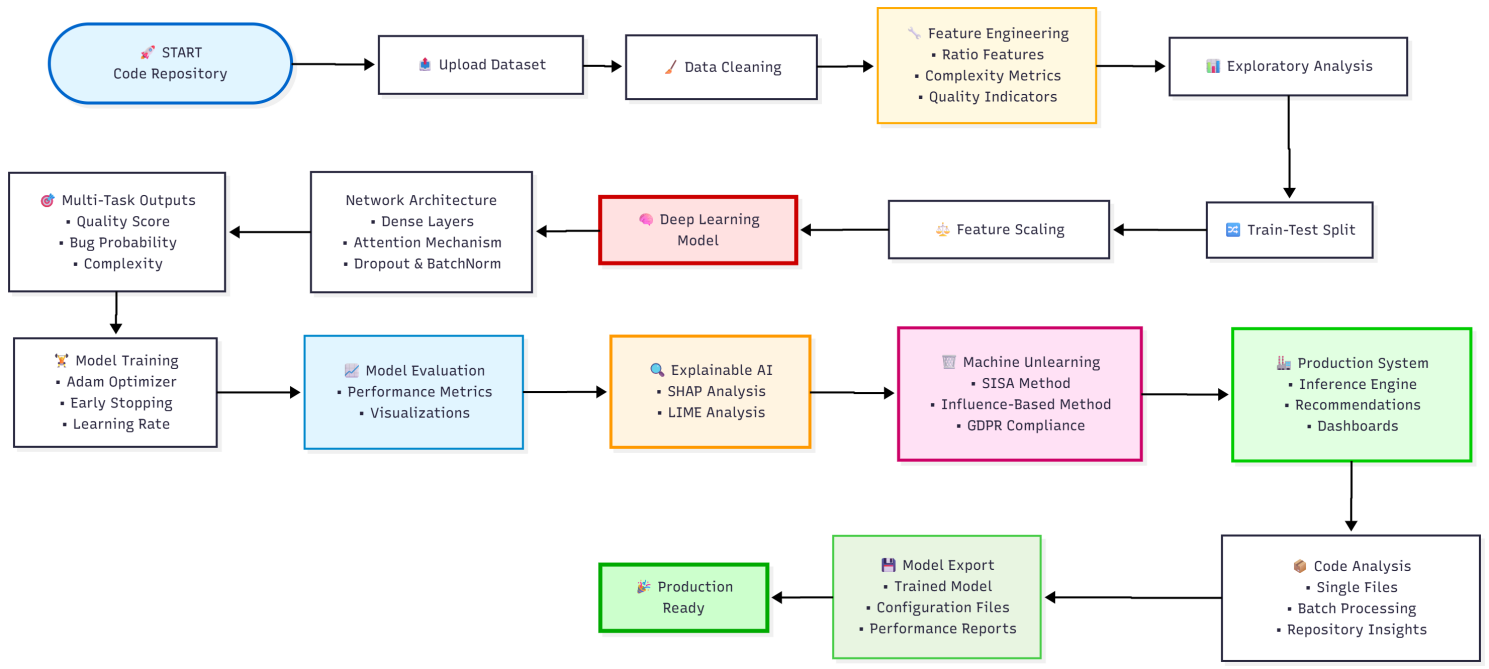 🚀 START
Code Repository
📤 Upload Dataset
🧹 Data Cleaning
🔧 Feature Engineering
▪ Ratio Features
▪ Complexity Metrics
▪ Quality Indicators
📊 Exploratory Analysis
🎯 Multi-Task Outputs
▪ Quality Score
▪ Bug Probability
▪ Complexity
Network Architecture
▪ Dense Layers
▪ Attention Mechanism
▪ Dropout & BatchNorm
🧠 Deep Learning
Model
⚖️ Feature Scaling
🔀 Train-Test Split
🏋️ Model Training
▪ Adam Optimizer
▪ Early Stopping
▪ Learning Rate
📈 Model Evaluation
▪ Performance Metrics
▪ Visualizations
🔍 Explainable AI
▪ SHAP Analysis
▪ LIME Analysis
🗑️ Machine Unlearning
▪ SISA Method
▪ Influence-Based Method
▪ GDPR Compliance
🏭 Production System
▪ Inference Engine
▪ Recommendations
▪ Dashboards
🎉 Production
Ready
💾 Model Export
▪ Trained Model
▪ Configuration Files
▪ Performance Reports
📦 Code Analysis
▪ Single Files
▪ Batch Processing
▪ Repository Insights